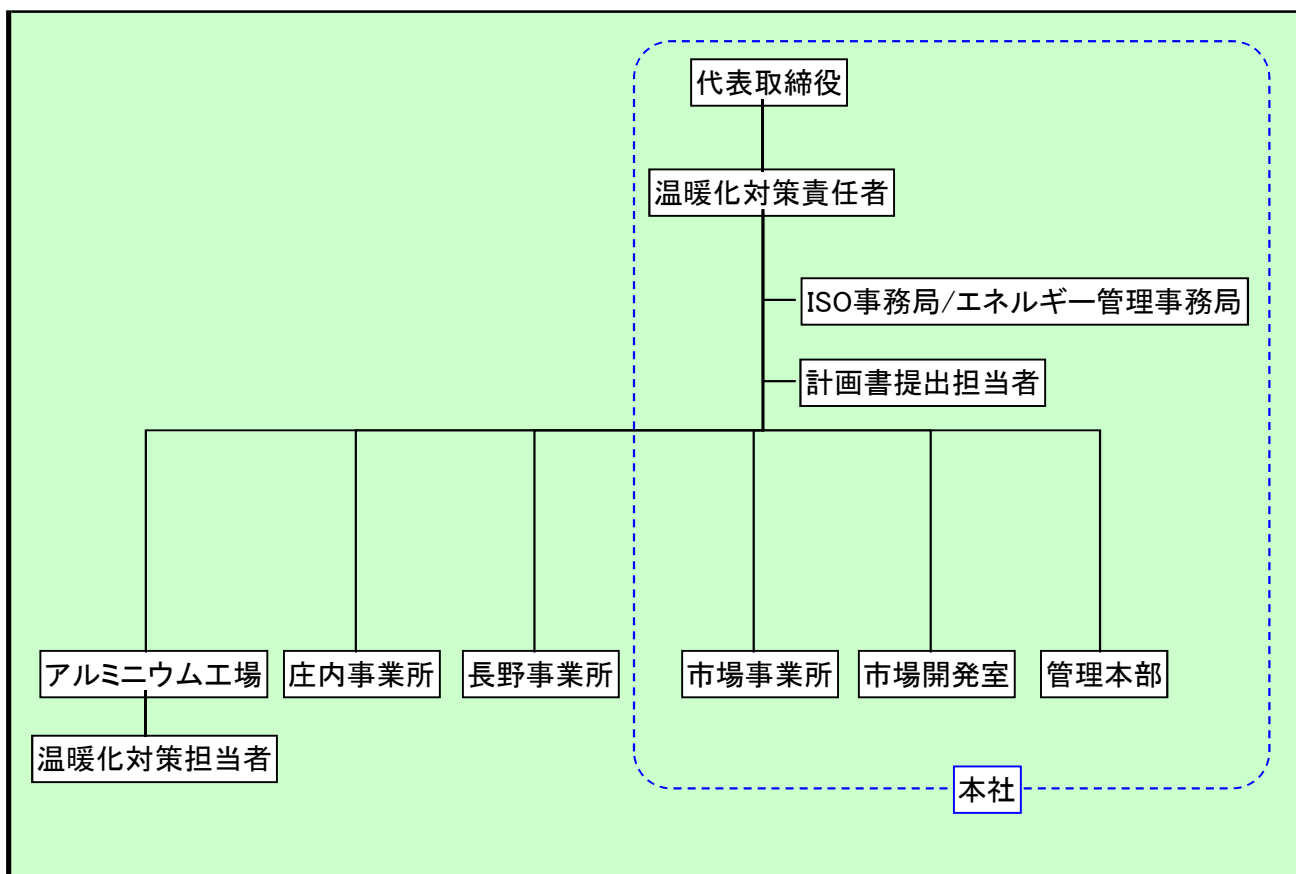 代表取締役
温暖化対策責任者
ISO事務局/エネルギー管理事務局
計画書提出担当者
アルミニウム工場
庄内事業所
長野事業所
市場事業所
市場開発室
管理本部
温暖化対策担当者
本社